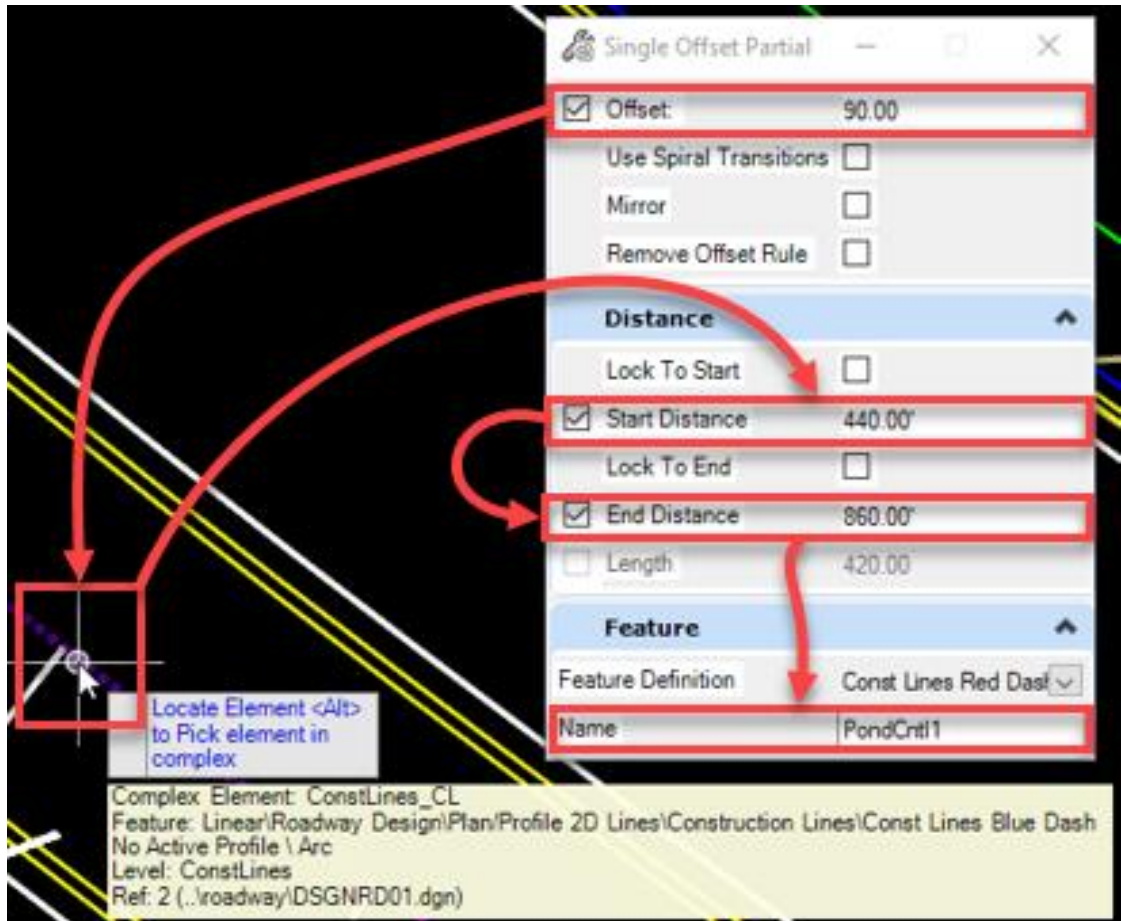 Single Offset Partial
Offset: 90.00
Use Spiral Transitions
Mirror
Remove Offset Rule
Distance
Lock To Start
Start Distance 440.00'
Lock To End
End Distance 860.00'
Length 420.00
Feature
Feature Definition Const Lines Red Dash
Name PondCntl1
Locate Element <Alt>
to Pick element in
complex
Complex Element: ConstLines_CL
Feature: Linear\Roadway Design\Plan/Profile 2D Lines\Construction Lines\Const Lines Blue Dash
No Active Profile \ Arc
Level: ConstLines
Ref: 2 (..\roadway\DSGNRD01.dgn)